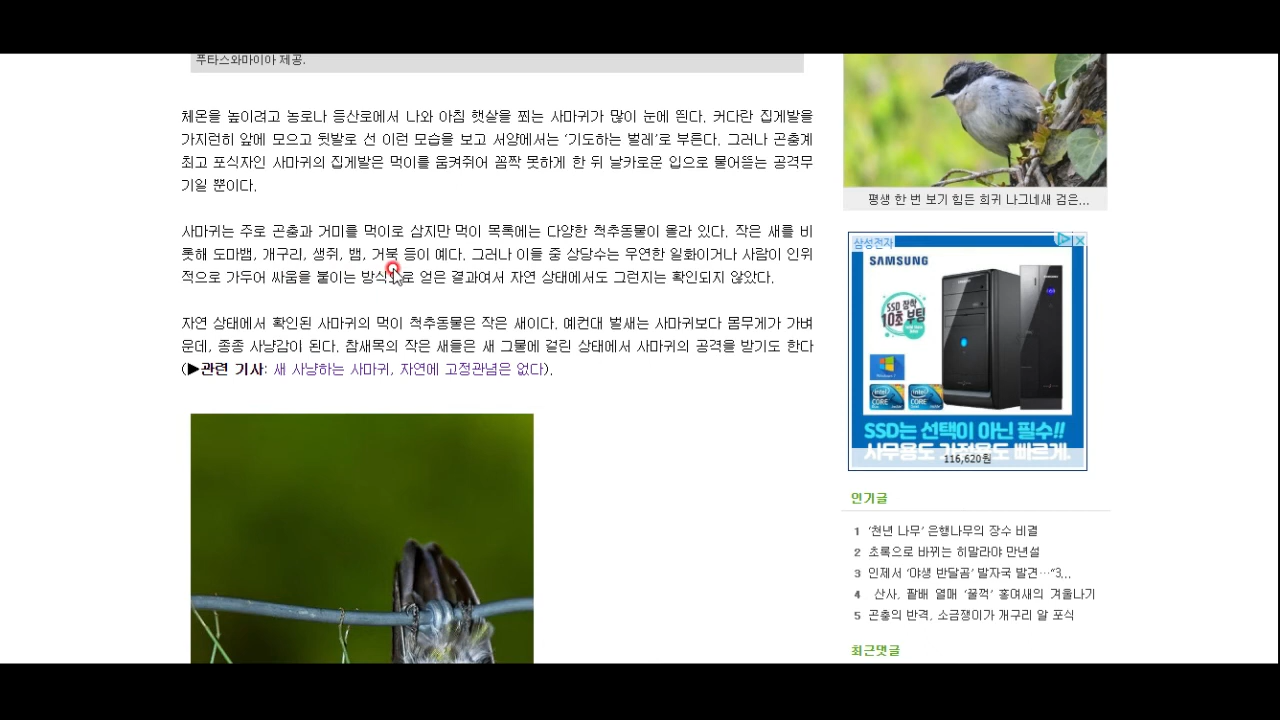 푸타스와마이아 제공.
체온을 높이려고 농로나 등산로에서 나와 아침 햇살을 쬐는 사마귀가 많이 눈에 띈다. 커다란 집게발을
가지런히 앞에 모으고 뒷발로 선 이런 모습을 보고 서양에서는 ‘기도하는 벌레’로 부른다. 그러나 곤충계
최고 포식자인 사마귀의 집게발은 먹이를 움켜쥐어 꼼짝 못하게 한 뒤 날카로운 입으로 물어뜯는 공격무
기일 뿐이다.
사마귀는 주로 곤충과 거미를 먹이로 삼지만 먹이 목록에는 다양한 척추동물이 올라 있다. 작은 새를 비
롯해 도마뱀, 개구리, 생쥐, 뱀, 거북 등이 예다. 그러나 이들 중 상당수는 우연한 일화이거나 사람이 인위
적으로 가두어 싸움을 붙이는 방식으로 얻은 결과여서 자연 상태에서도 그런지는 확인되지 않았다.
자연 상태에서 확인된 사마귀의 먹이 척추동물은 작은 새이다. 예컨대 벌새는 사마귀보다 몸무게가 가벼
운데, 종종 사냥감이 된다. 참새목의 작은 새들은 새 그물에 걸린 상태에서 사마귀의 공격을 받기도 한다
(▶관련 기사: 새 사냥하는 사마귀, 자연에 고정관념은 없다).
평생 한 번 보기 힘든 희귀 나그네새 검은...
삼성전자
SAMSUNG
SSD 장착
10초 부팅
SSD는 선택이 아닌 필수!!
사무용도 가정용도 빠르게.
116,620원
인기글
1 ‘천년 나무’ 은행나무의 장수 비결
2 초록으로 바뀌는 히말라야 만년설
3 인제서 ‘야생 반달곰’ 발자국 발견…“3...
4 산사, 팥배 열매 ‘꿀꺽’ 홍여새의 겨울나기
5 곤충의 반격, 소금쟁이가 개구리 알 포식
최근댓글